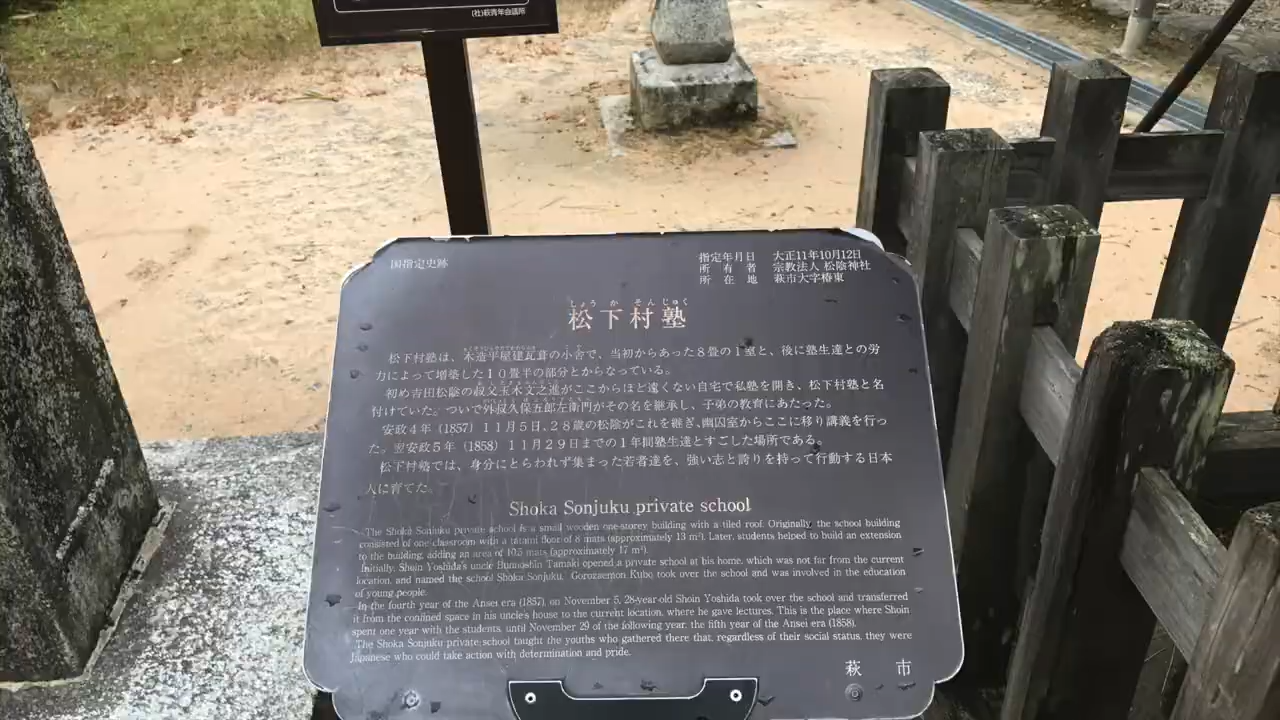 (社)萩青年会議所
国指定史跡
指定年月日 大正11年10月12日
所有者 宗教法人 松陰神社
所在地 萩市大字椿東
しょうかそんじゅく
松下村塾
松下村塾は、木造平屋建瓦葺の小舎で、当初からあった8畳の1室と、後に塾生達との労
力によって増築した10畳半の部分とからなっている。
初め吉田松陰の叔父玉木文之進がここからほど遠くない自宅で私塾を開き、松下村塾と名
付けていた。ついで外叔久保五郎左衛門がその名を継承し、子弟の教育にあたった。
安政4年(1857)11月5日、28歳の松陰がこれを継ぎ、幽囚室からここに移り講義を行っ
た。翌安政5年(1858)11月29日までの1年間塾生達とすごした場所である。
松下村塾では、身分にとらわれず集まった若者達を、強い志と誇りを持って行動する日本
人に育てた。
Shoka Sonjuku private school
The Shoka Sonjuku private school is a small wooden one-storey building with a tiled roof. Originally, the school building
consisted of one classroom with a tatami floor of 8 mats (approximately 13 m²). Later, students helped to build an extension
to the building, adding an area of 10.5 mats (approximately 17 m²).
Initially, Shoin Yoshida's uncle Bumoshin Tamaki opened a private school at his home, which was not far from the current
location, and named the school Shoka Sonjuku. Gorozaemon Kubo took over the school and was involved in the education
of young people.
In the fourth year of the Ansei era (1857), on November 5, 28-year-old Shoin Yoshida took over the school and transferred
it from the confined space in his uncle's house to the current location, where he gave lectures. This is the place where Shoin
spent one year with the students, until November 29 of the following year, the fifth year of the Ansei era (1858).
The Shoka Sonjuku private school taught the youths who gathered there that, regardless of their social status, they were
Japanese who could take action with determination and pride.
萩市